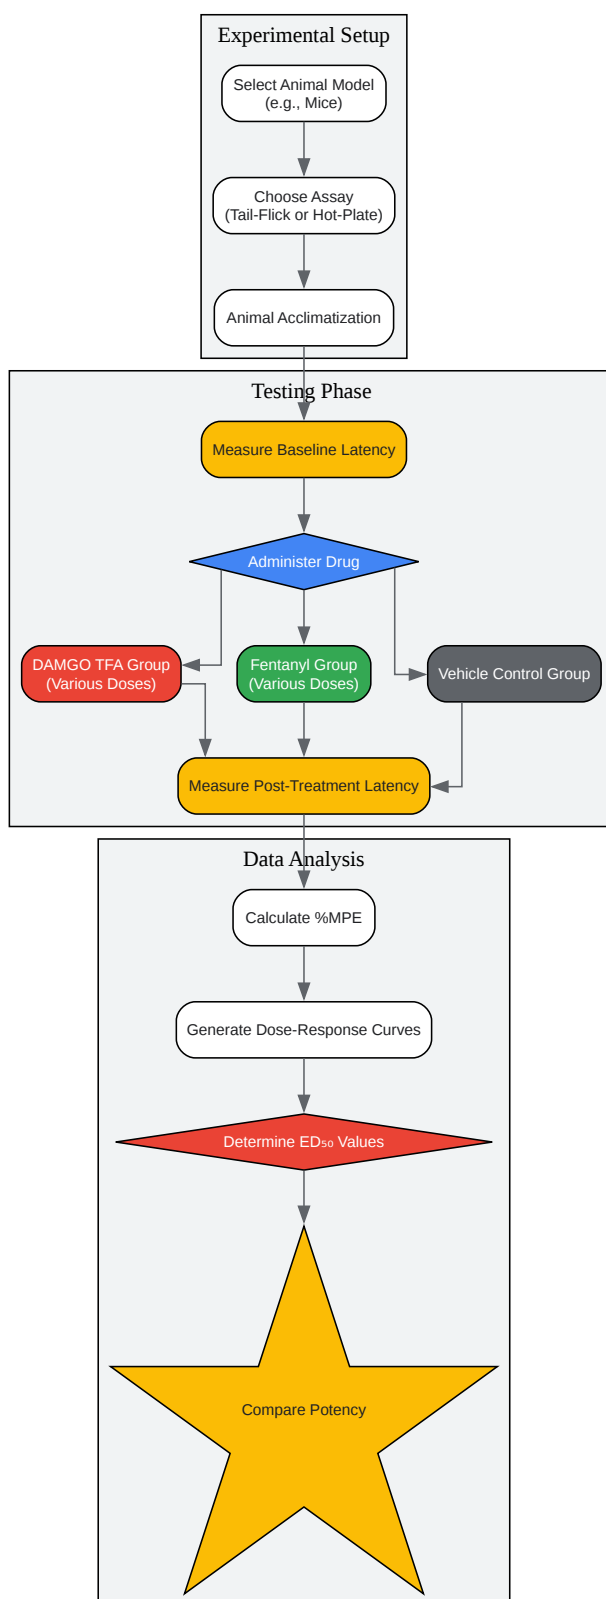 Experimental Setup
Select Animal Model
(e.g., Mice)
Choose Assay
(Tail-Flick or Hot-Plate)
Animal Acclimatization
Testing Phase
Measure Baseline Latency
Administer Drug
DAMGO TFA Group
(Various Doses)
Fentanyl Group
(Various Doses)
Vehicle Control Group
Measure Post-Treatment Latency
Data Analysis
Calculate %MPE
Generate Dose-Response Curves
Determine ED₅₀ Values
Compare Potency